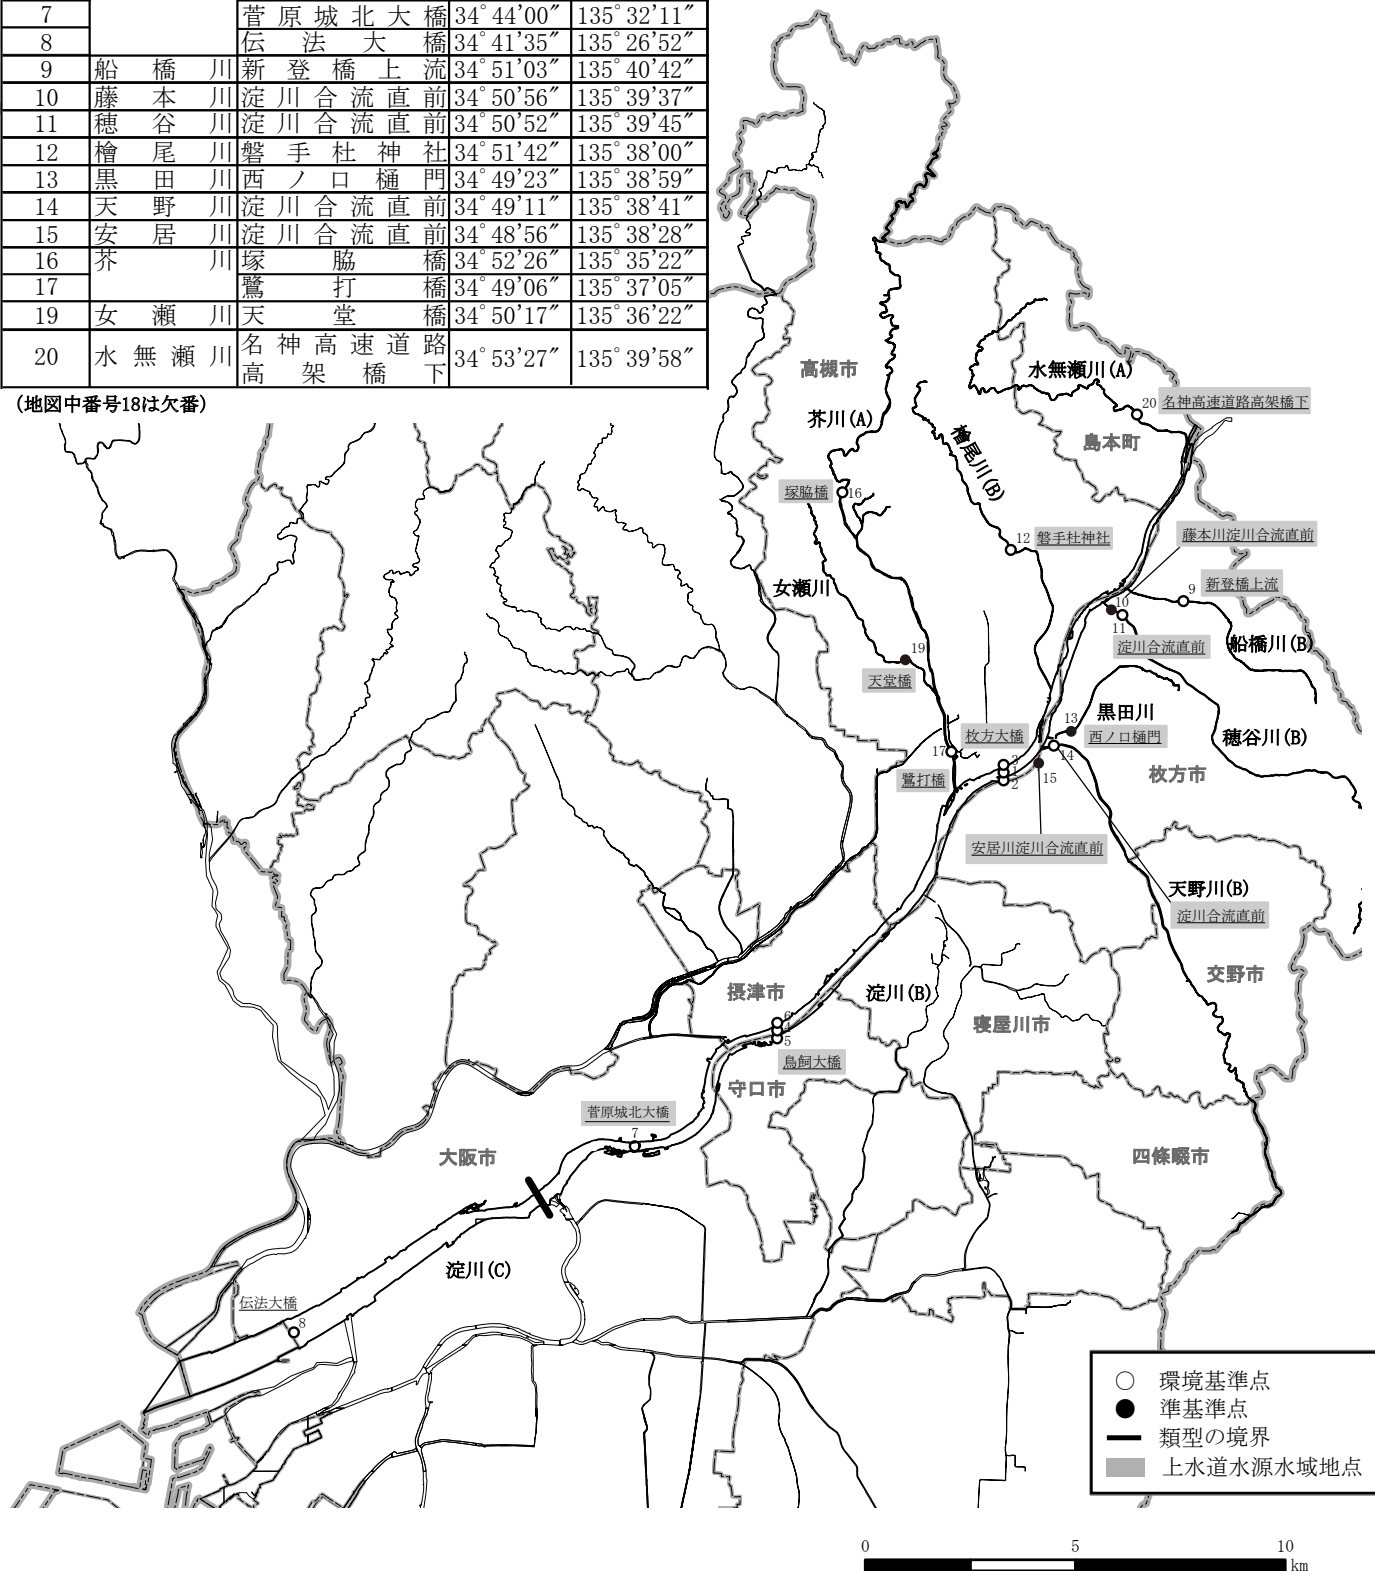 7 菅原城北大橋 34°44’00” 135°32’11”
8 伝法大橋 34°41’35” 135°26’52”
9 船橋川 新登橋上流 34°51’03” 135°40’42”
10 藤本川 淀川合流直前 34°50’56” 135°39’37”
11 穂谷川 淀川合流直前 34°50’52” 135°39’45”
12 檜尾川 磐手杜神社 34°51’42” 135°38’00”
13 黒田川 西ノ口樋門 34°49’23” 135°38’59”
14 天野川 淀川合流直前 34°49’11” 135°38’41”
15 安居川 淀川合流直前 34°48’56” 135°38’28”
16 芥川 塚脇橋 34°52’26” 135°35’22”
17 鷺打橋 34°49’06” 135°37’05”
19 女瀬川 天堂橋 34°50’17” 135°36’22”
20 水無瀬川 名神高速道路
高架橋下 34°53’27” 135°39’58”
(地図中番号18は欠番)
高槻市
水無瀬川(A)
20 名神高速道路高架橋下
芥川(A)
檜尾川(B)
島本町
塚脇橋 16
12 磐手杜神社
藤本川淀川合流直前
女瀬川
9 新登橋上流
10
11
淀川合流直前
船橋川(B)
19
天堂橋
黒田川
13
西ノ口樋門
穂谷川(B)
枚方大橋
17
鷺打橋
3
1
2
14
15
枚方市
安居川淀川合流直前
天野川(B)
淀川合流直前
摂津市
淀川(B)
交野市
寝屋川市
6
5
鳥飼大橋
守口市
菅原城北大橋
7
大阪市
四條畷市
淀川(C)
伝法大橋
8
○ 環境基準点
● 準基準点
類型の境界
上水道水源水域地点
0 5 10
km